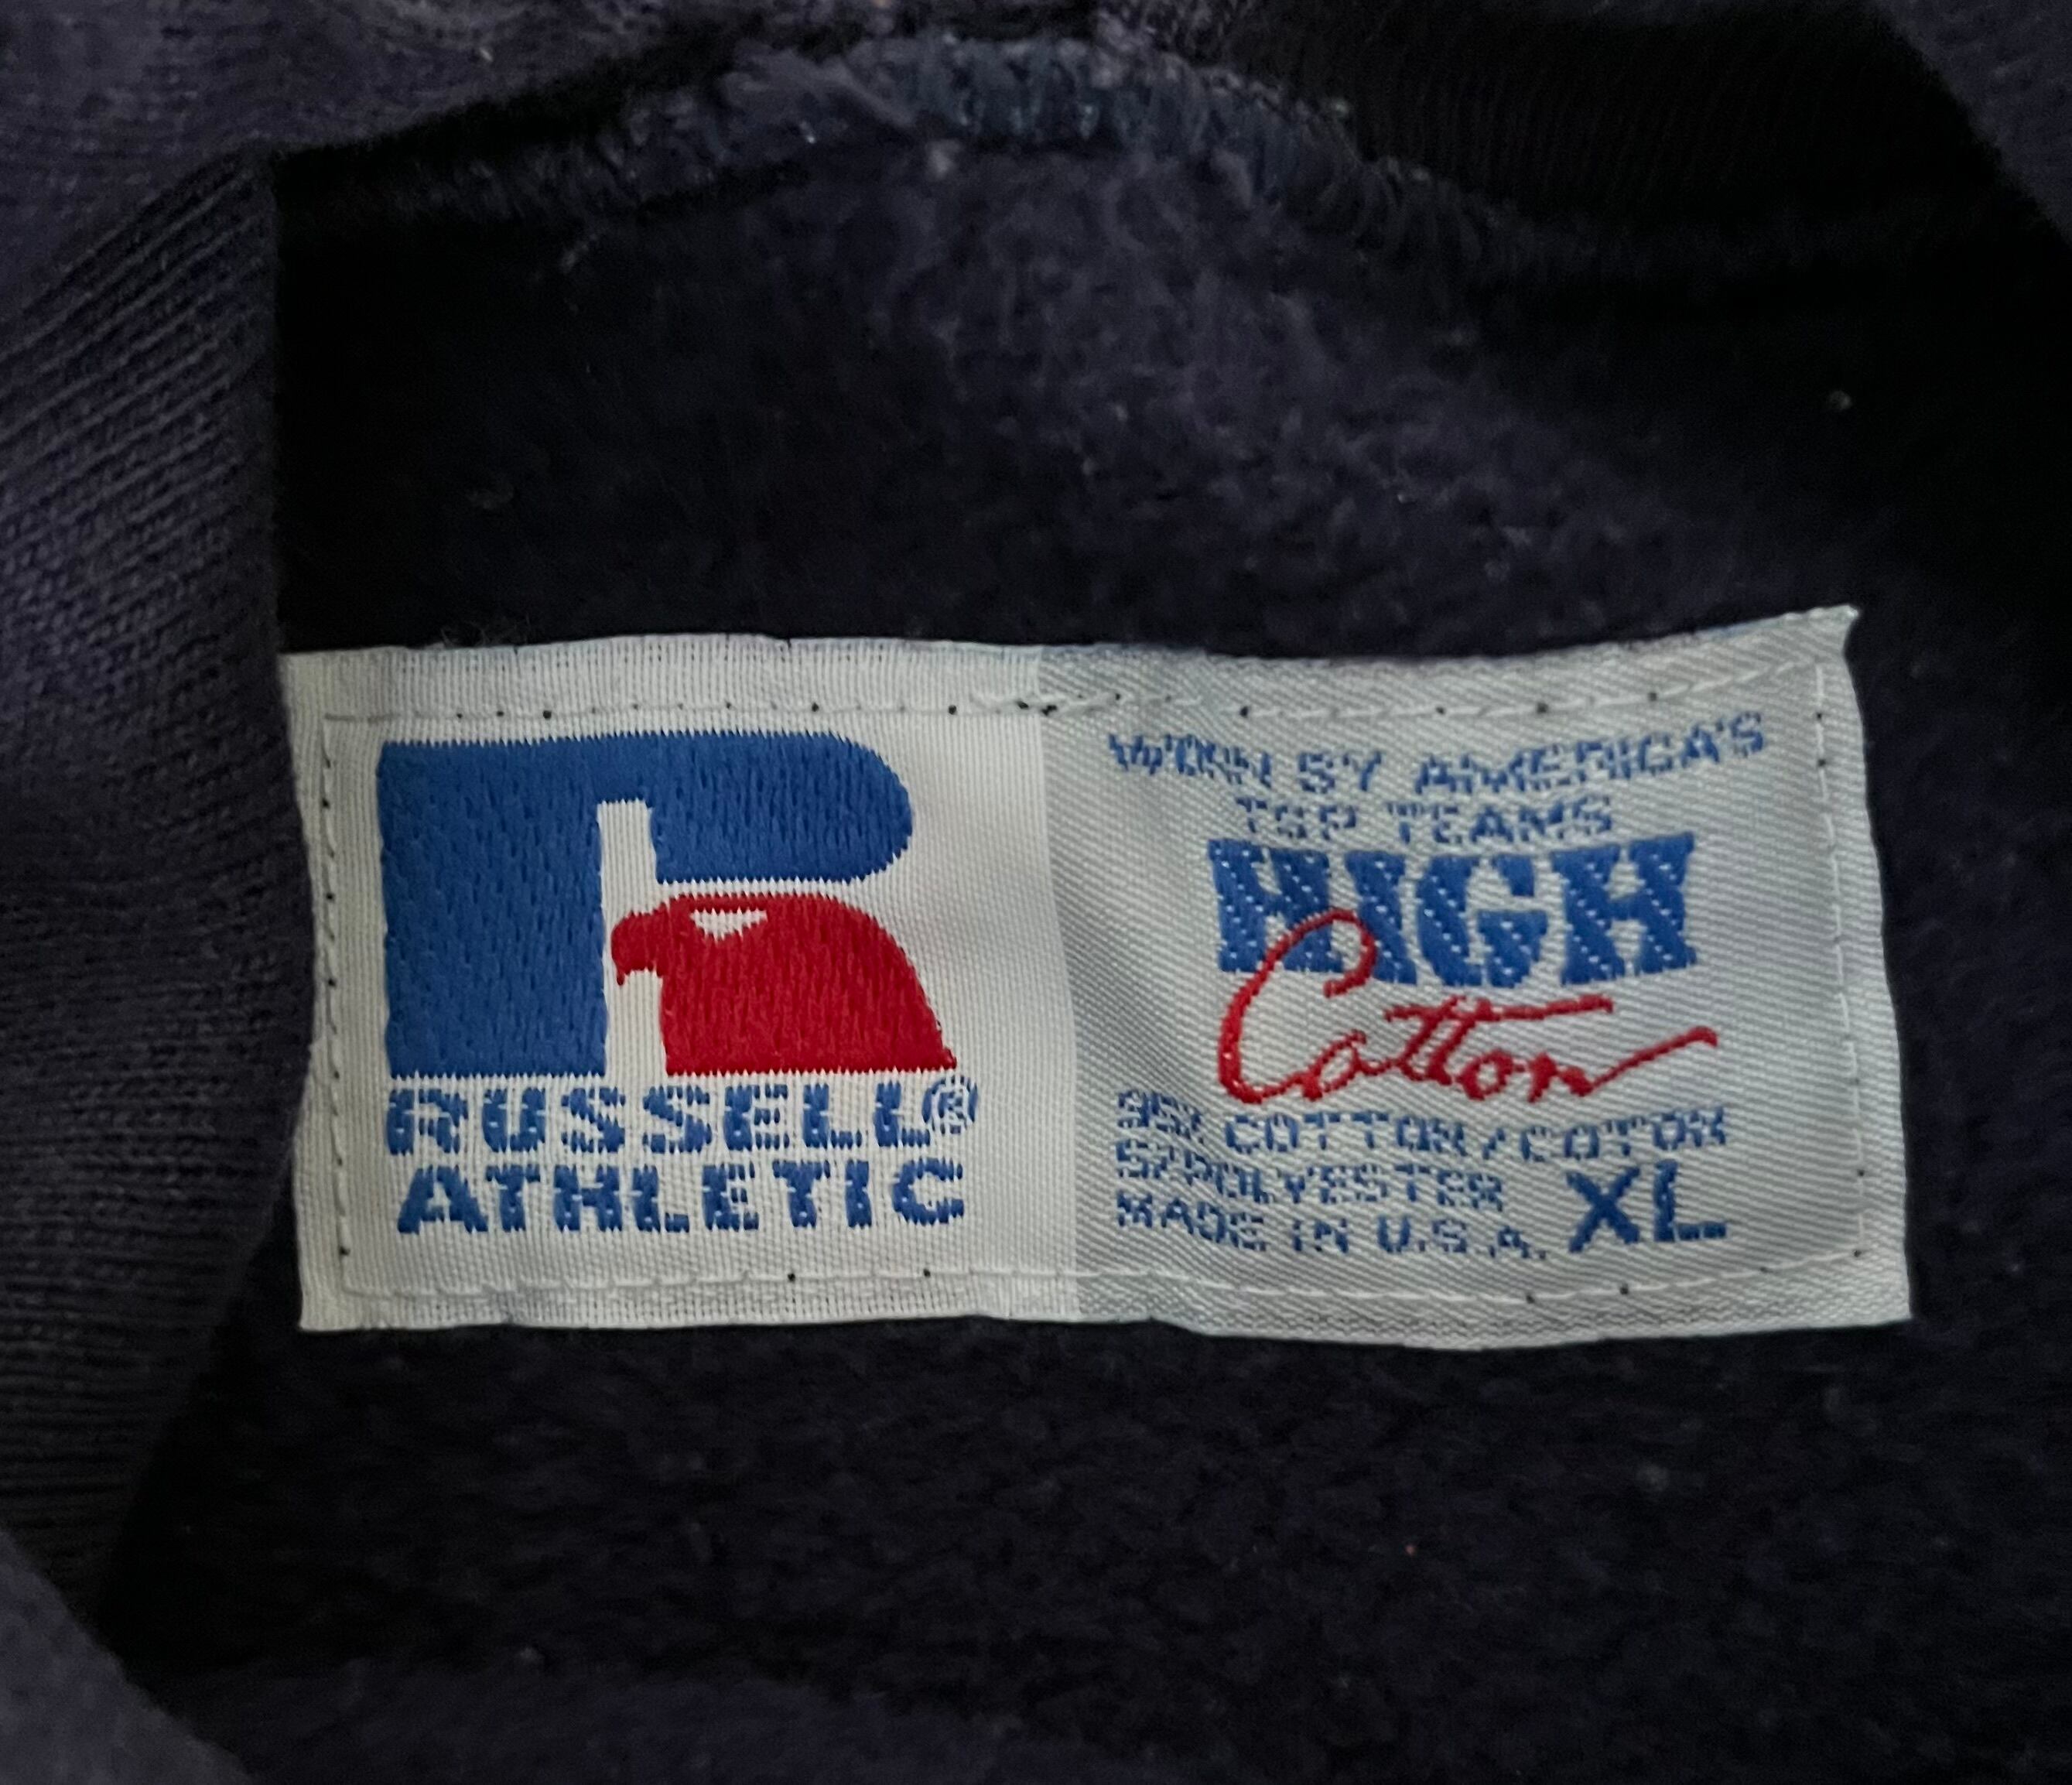 RUSSELL®
ATHLETIC
WORN BY AMERICA'S
TOP TEAMS
HIGH
Cotton
95% COTTON/COTON
5%POLYESTER
MADE IN U.S.A. XL